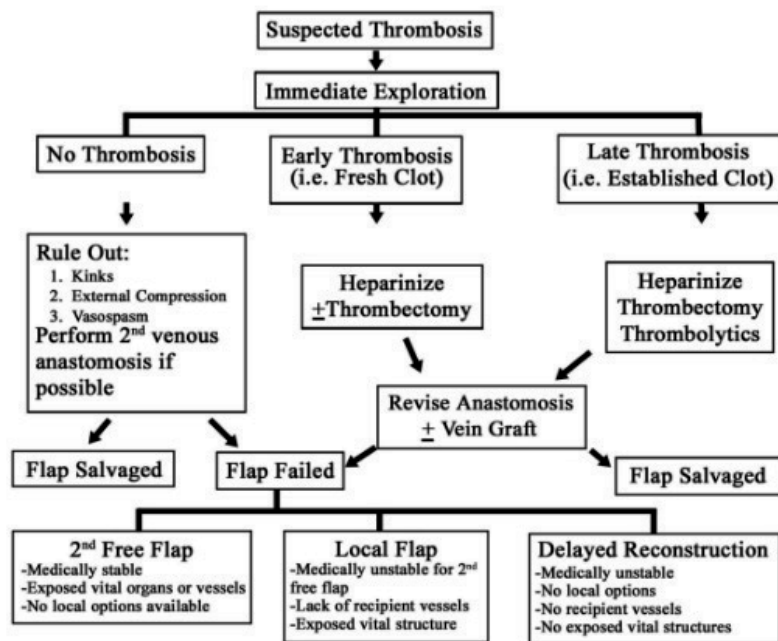 Suspected Thrombosis
Immediate Exploration
No Thrombosis
Early Thrombosis
(i.e. Fresh Clot)
Late Thrombosis
(i.e. Established Clot)
Rule Out:
1. Kinks
2. External Compression
3. Vasospasm
Perform 2nd venous
anastomosis if
possible
Heparinize
±Thrombectomy
Heparinize
Thrombectomy
Thrombolytics
Revise Anastomosis
± Vein Graft
Flap Salvaged
Flap Failed
Flap Salvaged
2nd Free Flap
-Medically stable
-Exposed vital organs or vessels
-No local options available
Local Flap
-Medically unstable for 2nd
free flap
-Lack of recipient vessels
-Exposed vital structure
Delayed Reconstruction
-Medically unstable
-No local options
-No recipient vessels
-No exposed vital structures